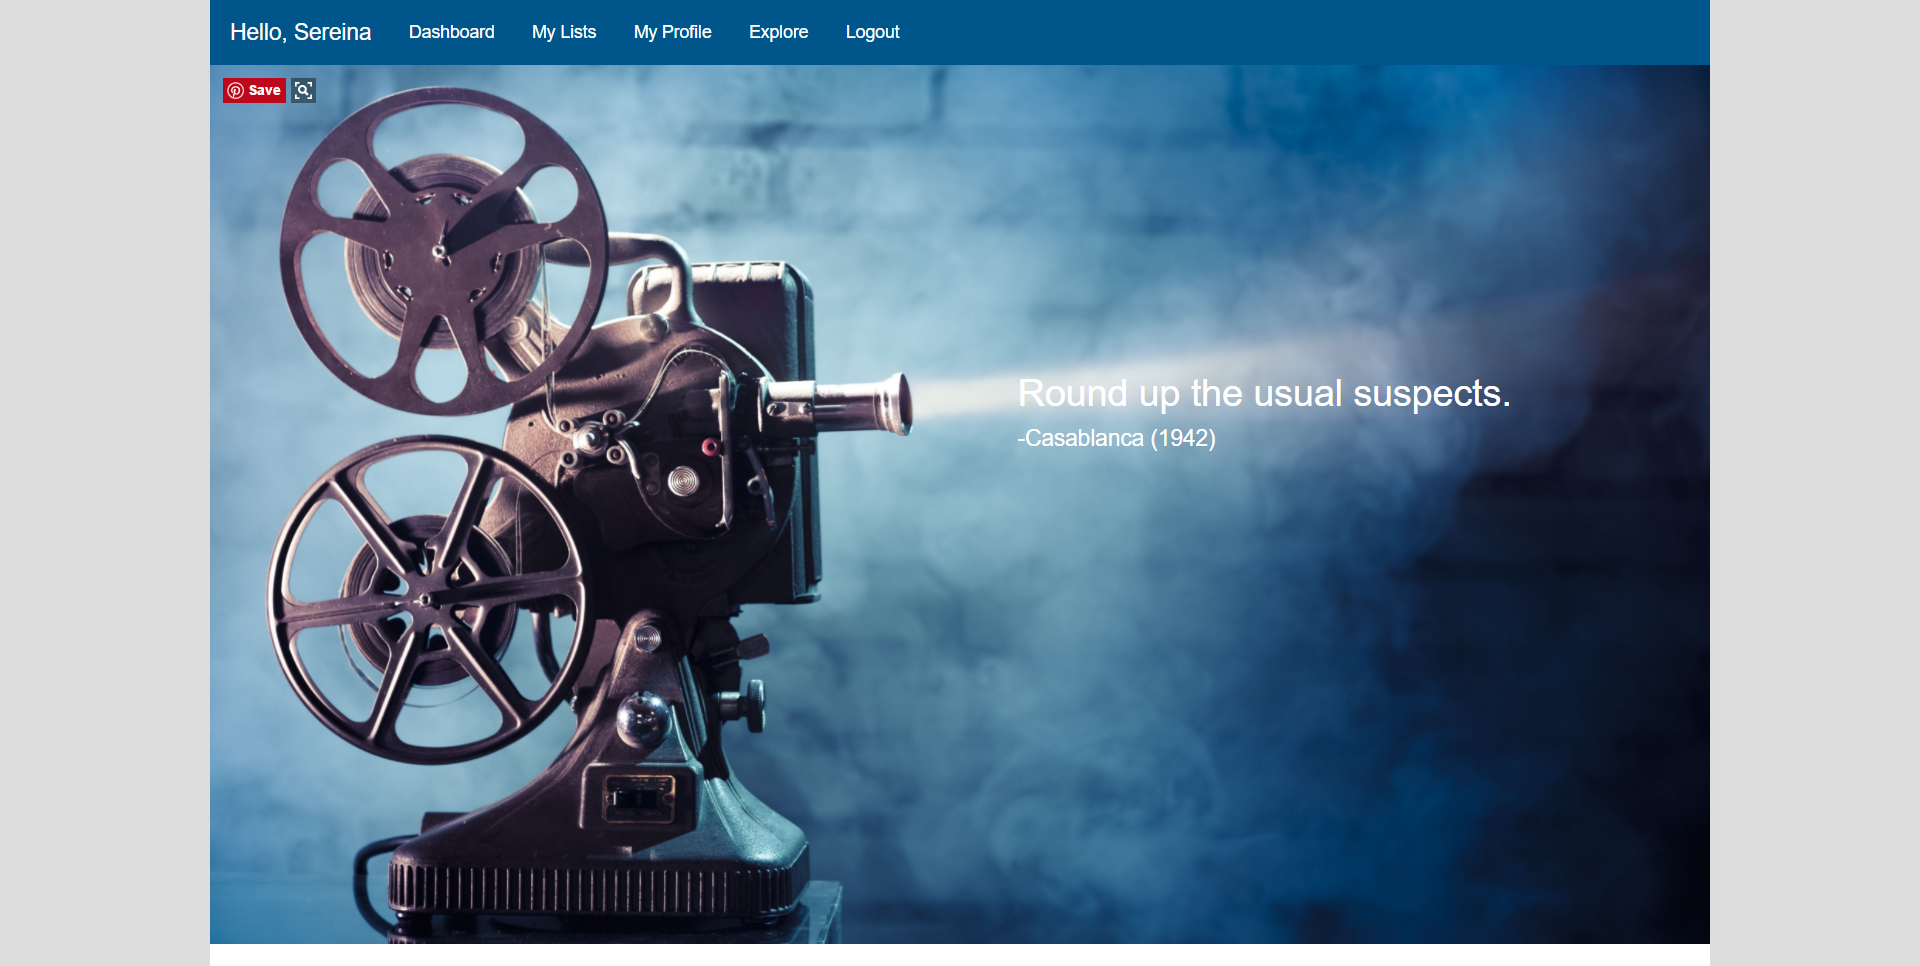 Hello, Sereina Dashboard My Lists My Profile Explore Logout
Save
Round up the usual suspects.
-Casablanca (1942)